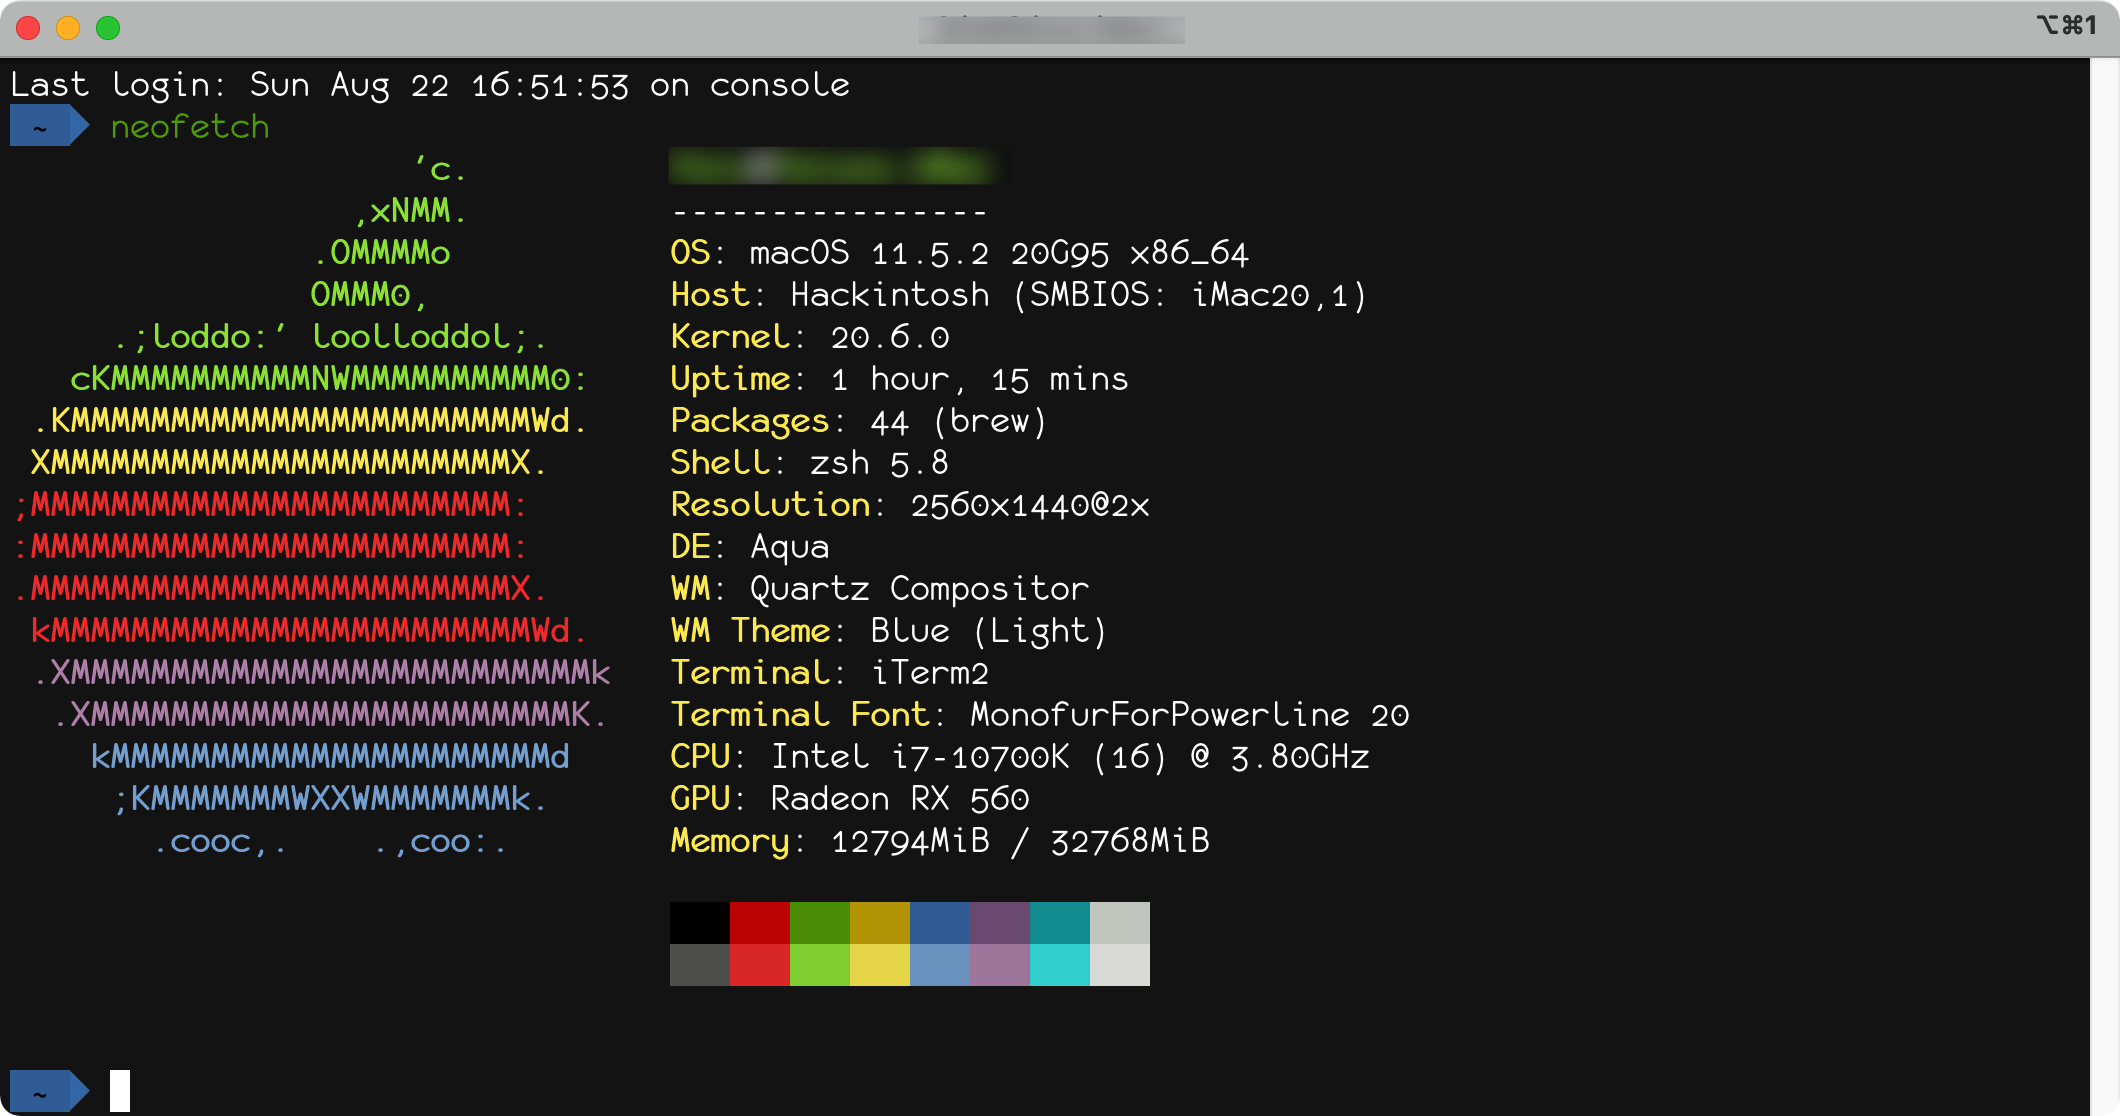 ⌥⌘1
Last login: Sun Aug 22 16:51:53 on console
~ neofetch
'c.
,xNMM. ----------------
.OMMMMo OS: macOS 11.5.2 20G95 x86_64
OMMM0, Host: Hackintosh (SMBIOS: iMac20,1)
.;loddo:' loolloddol;. Kernel: 20.6.0
cKMMMMMMMMMMNWMMMMMMMMMM0: Uptime: 1 hour, 15 mins
.KMMMMMMMMMMMMMMMMMMMMMMMWd. Packages: 44 (brew)
XMMMMMMMMMMMMMMMMMMMMMMMX. Shell: zsh 5.8
;MMMMMMMMMMMMMMMMMMMMMMMM: Resolution: 2560x1440@2x
:MMMMMMMMMMMMMMMMMMMMMMMM: DE: Aqua
.MMMMMMMMMMMMMMMMMMMMMMMMX. WM: Quartz Compositor
kMMMMMMMMMMMMMMMMMMMMMMMMWd. WM Theme: Blue (Light)
.XMMMMMMMMMMMMMMMMMMMMMMMMMMk Terminal: iTerm2
.XMMMMMMMMMMMMMMMMMMMMMMMMK. Terminal Font: MonofurForPowerline 20
kMMMMMMMMMMMMMMMMMMMMMMd CPU: Intel i7-10700K (16) @ 3.80GHz
;KMMMMMMMWXXWMMMMMMMk. GPU: Radeon RX 560
.cooc,. .,coo:. Memory: 12794MiB / 32768MiB
~